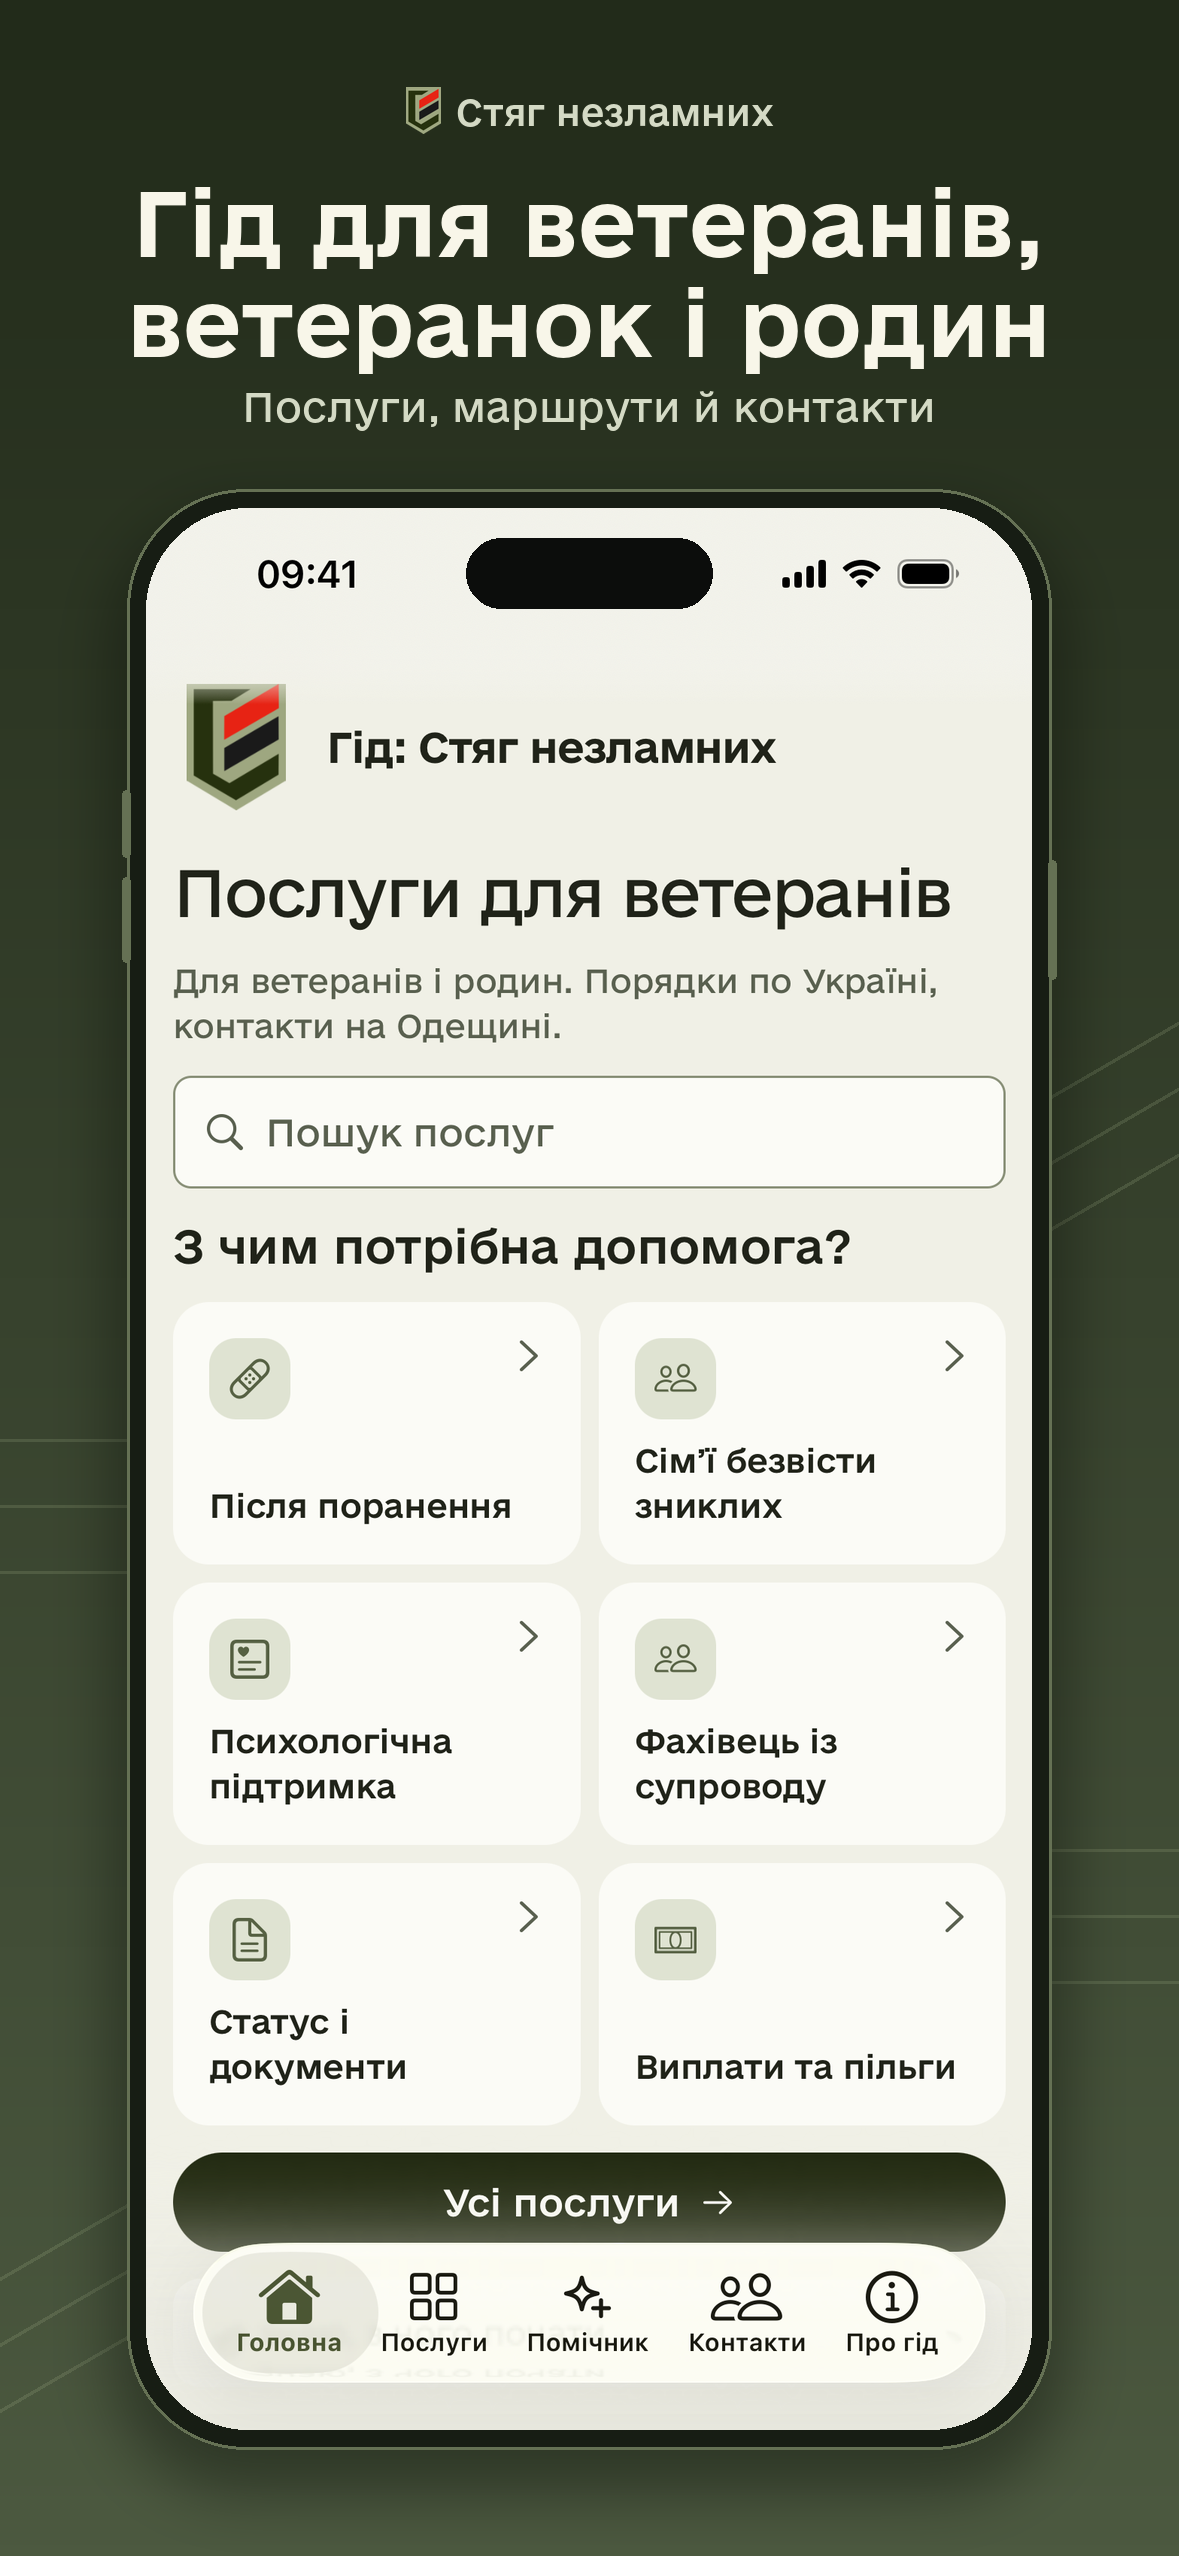 Стяг незламних
Гід для ветеранів,
ветеранок і родин
Послуги, маршрути й контакти
09:41
Гід: Стяг незламних
Послуги для ветеранів
Для ветеранів і родин. Порядки по Україні,
контакти на Одещині.
Пошук послуг
З чим потрібна допомога?
Після поранення
Сім’ї безвісти
зниклих
Психологічна
підтримка
Фахівець із
супроводу
Статус і
документи
Виплати та пільги
Усі послуги →
Головна
Послуги
Помічник
Контакти
Про гід